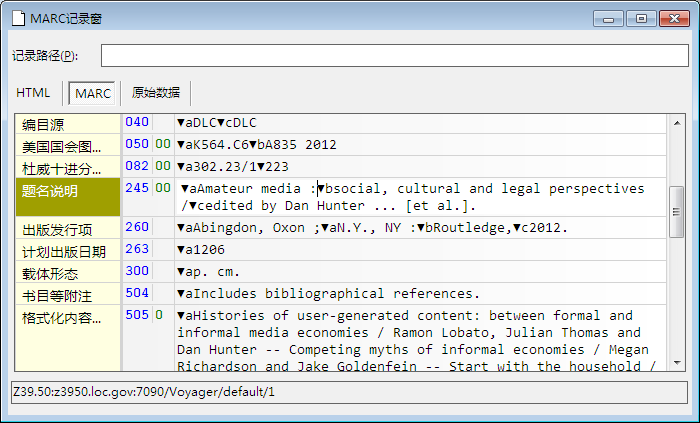 MARC记录窗
记录路径(P):
HTML MARC 原始数据
编目源 040 ▼aDLC▼cDLC
美国国会图... 050 00 ▼aK564.C6▼bA835 2012
杜威十进分... 082 00 ▼a302.23/1▼223
题名说明 245 00 ▼aAmateur media :▼bsocial, cultural and legal perspectives
/▼cedited by Dan Hunter ... [et al.].
出版发行项 260 ▼aAbingdon, Oxon ;▼aN.Y., NY :▼bRoutledge,▼c2012.
计划出版日期 263 ▼a1206
载体形态 300 ▼ap. cm.
书目等附注 504 ▼aIncludes bibliographical references.
格式化内容... 505 0 ▼aHistories of user-generated content: between formal and
informal media economies / Ramon Lobato, Julian Thomas and
Dan Hunter -- Competing myths of informal economies / Megan
Richardson and Jake Goldenfein -- Start with the household /
Z39.50:z3950.loc.gov:7090/Voyager/default/1